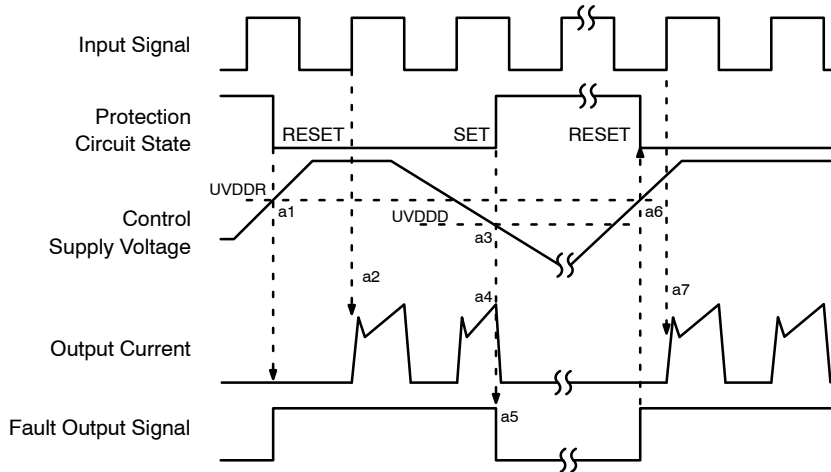 Input Signal
Protection
Circuit State
RESET
SET
RESET
UVDDR
a1
a6
Control
Supply Voltage
UVDDD
a3
a2
a4
a7
Output Current
Fault Output Signal
a5